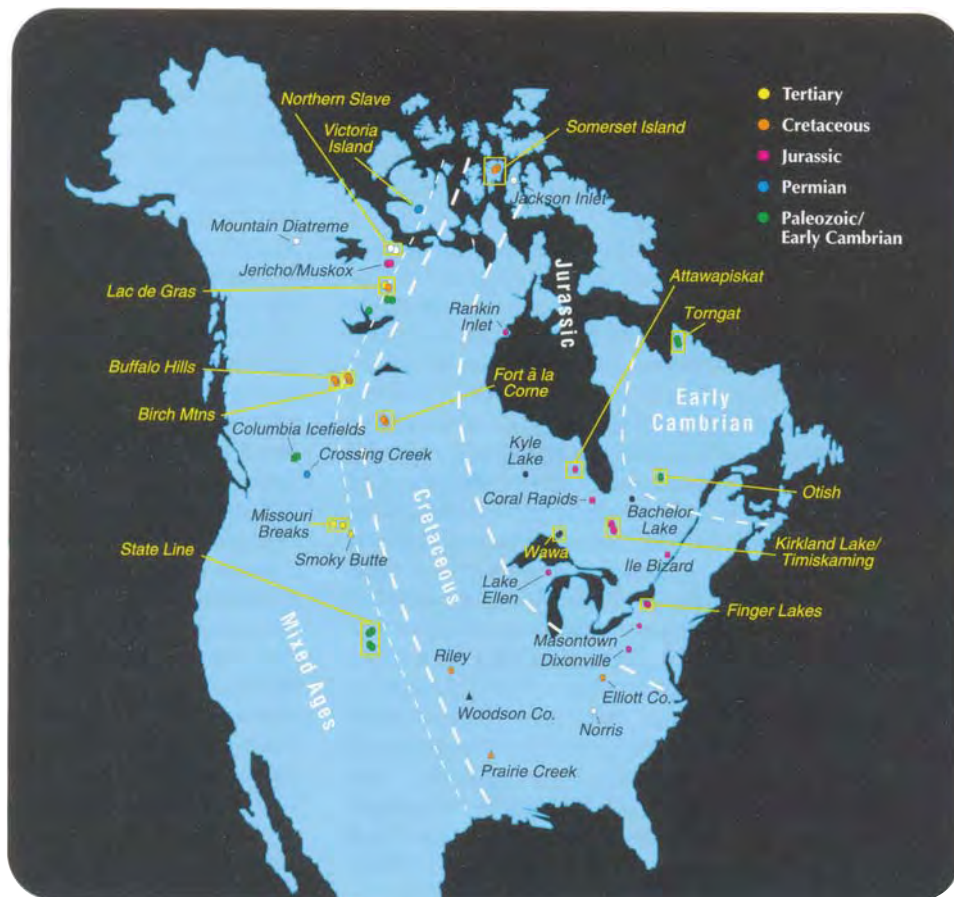 Northern Slave
Victoria
Island
Somerset Island
Tertiary
Cretaceous
Jurassic
Permian
Paleozoic/
Early Cambrian
Jackson Inlet
Mountain Diatreme
Jericho/Muskox
Lac de Gras
Rankin
Inlet
Jurassic
Attawapiskat
Torngat
Buffalo Hills
Birch Mtns
Fort à la
Corne
Early
Cambrian
Columbia Icefields
Crossing Creek
Kyle
Lake
Coral Rapids
Bachelor
Lake
Otish
Missouri
Breaks
Smoky Butte
State Line
Cretaceous
Wawa
Lake
Ellen
Ile Bizard
Kirkland Lake/
Timiskaming
Finger Lakes
Mixed Ages
Masontown
Dixonville
Riley
Woodson Co.
Elliott Co.
Norris
Prairie Creek